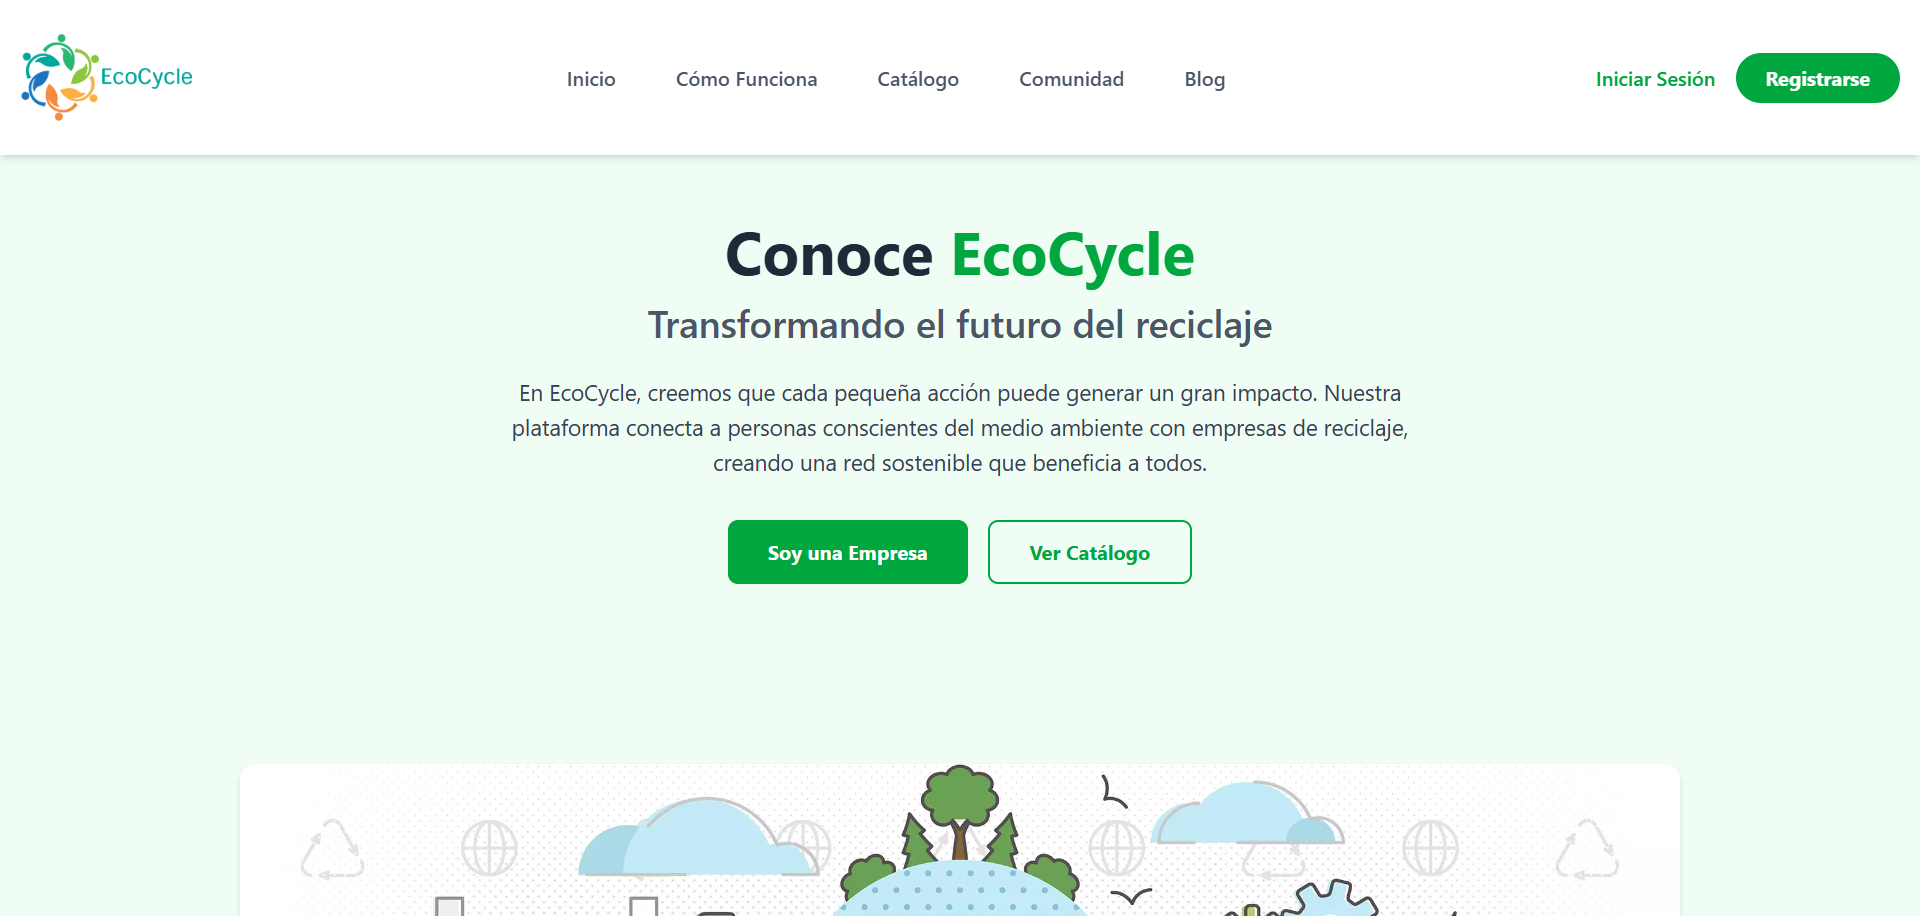 EcoCycle
Inicio
Cómo Funciona
Catálogo
Comunidad
Blog
Iniciar Sesión
Registrarse
Conoce EcoCycle
Transformando el futuro del reciclaje
En EcoCycle, creemos que cada pequeña acción puede generar un gran impacto. Nuestra
plataforma conecta a personas conscientes del medio ambiente con empresas de reciclaje,
creando una red sostenible que beneficia a todos.
Soy una Empresa
Ver Catálogo